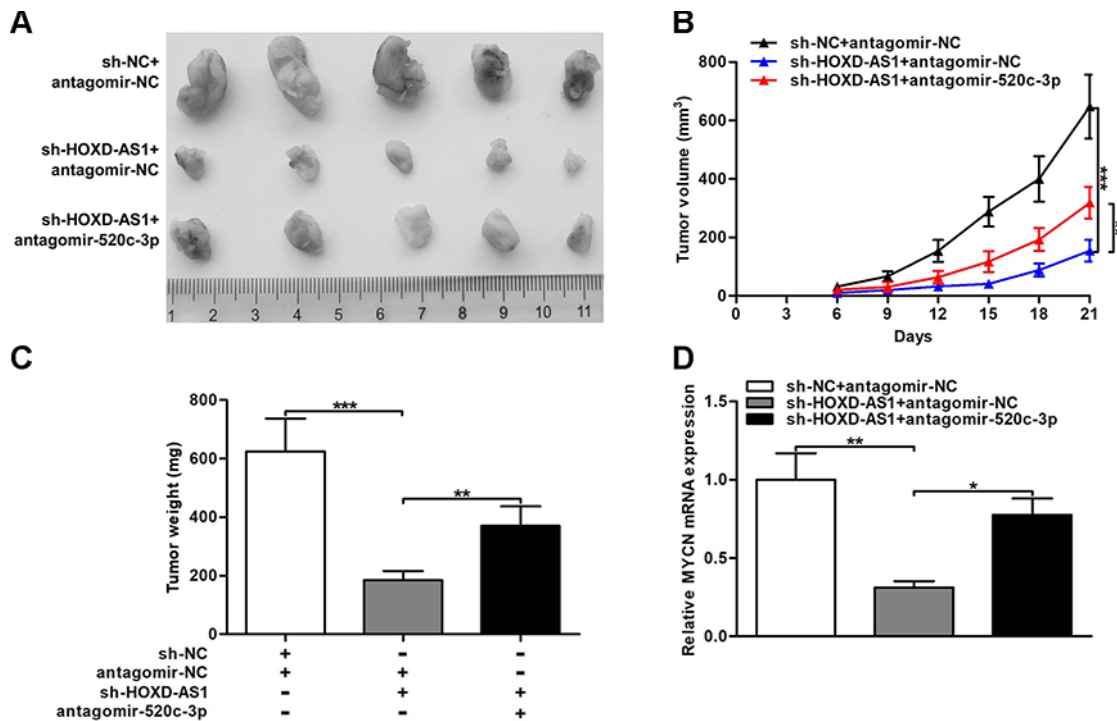 A
sh-NC+
antagomir-NC
sh-HOXD-AS1+
antagomir-NC
sh-HOXD-AS1+
antagomir-520c-3p
1 2 3 4 5 6 7 8 9 10 11
B
sh-NC+antagomir-NC
sh-HOXD-AS1+antagomir-NC
sh-HOXD-AS1+antagomir-520c-3p
Tumor volume (mm³)
800
600
400
200
0
0 3 6 9 12 15 18 21
Days
***
**
C
Tumor weight (mg)
800
600
400
200
0
***
**
sh-NC + - -
antagomir-NC + + -
sh-HOXD-AS1 - + +
antagomir-520c-3p - - +
D
sh-NC+antagomir-NC
sh-HOXD-AS1+antagomir-NC
sh-HOXD-AS1+antagomir-520c-3p
Relative MYCN mRNA expression
1.5
1.0
0.5
0.0
**
*